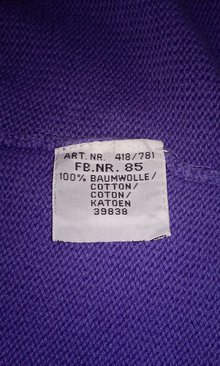 ART. NR. 418/781
FB.NR. 85
100% BAUMWOLLE/
COTTON/
COTON/
KATOEN
39838